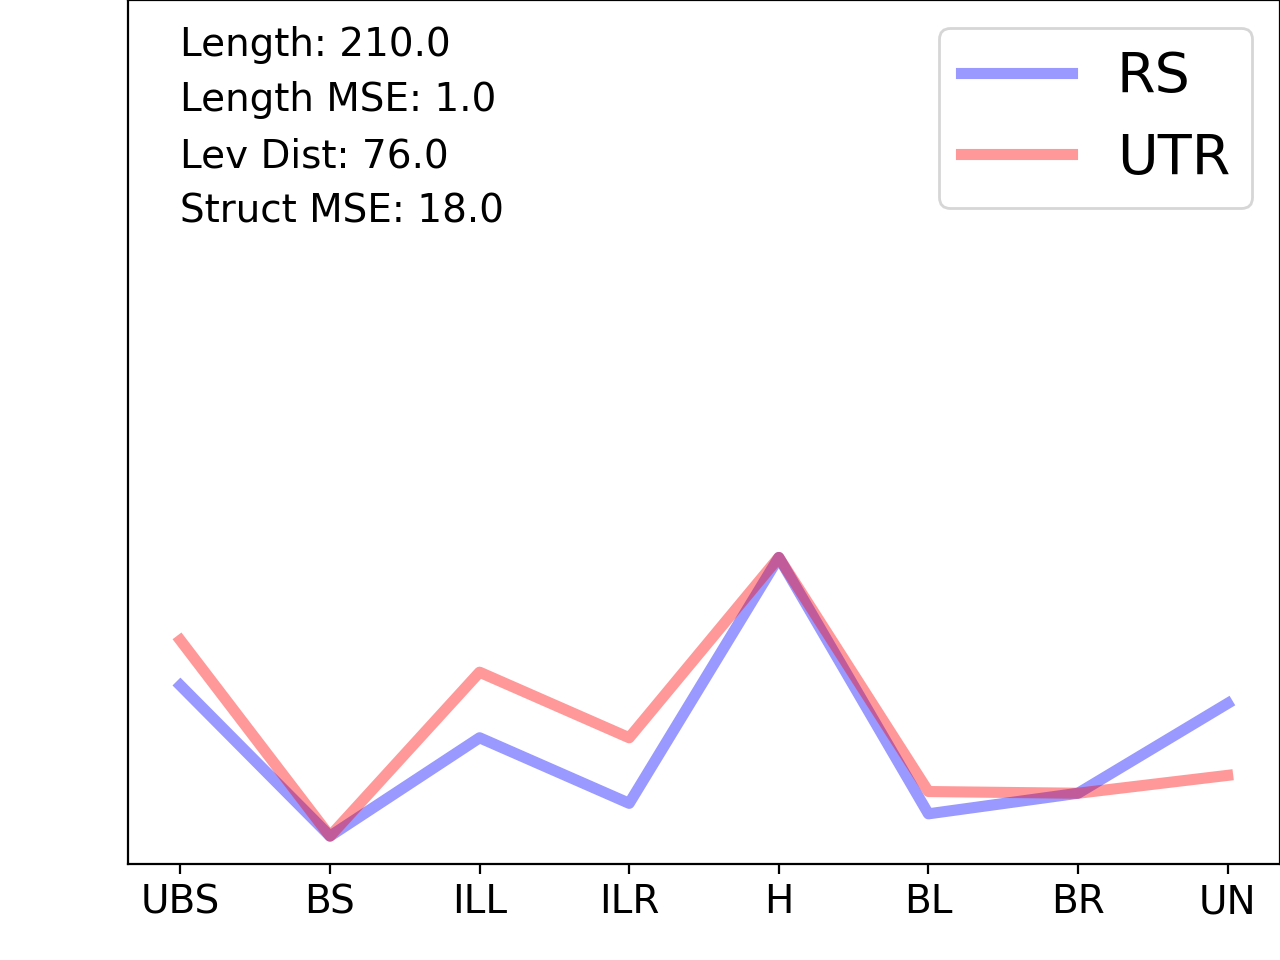 Length: 210.0
Length MSE: 1.0
Lev Dist: 76.0
Struct MSE: 18.0
RS
UTR
UBS BS ILL ILR H BL BR UN